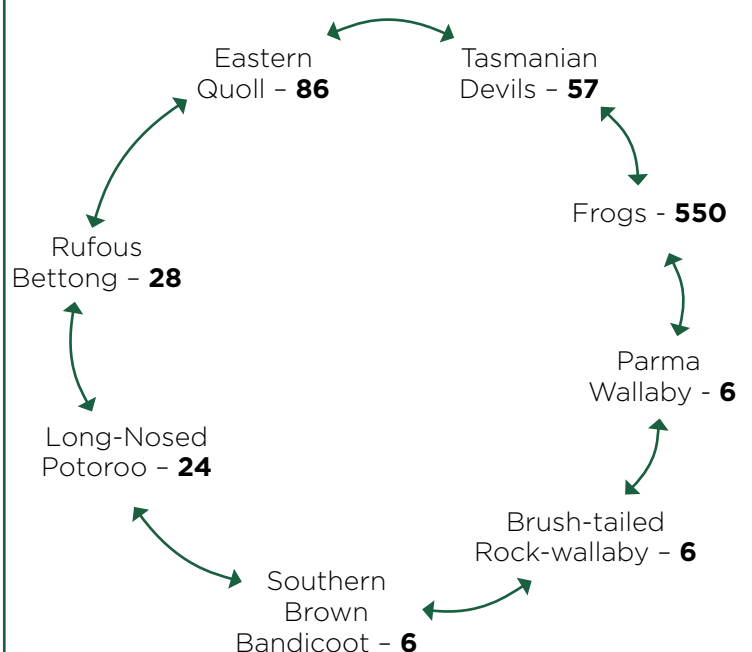 Eastern
Quoll – 86
Tasmanian
Devils – 57
Frogs - 550
Parma
Wallaby - 6
Brush-tailed
Rock-wallaby – 6
Southern
Brown
Bandicoot – 6
Long-Nosed
Potoroo – 24
Rufous
Bettong – 28